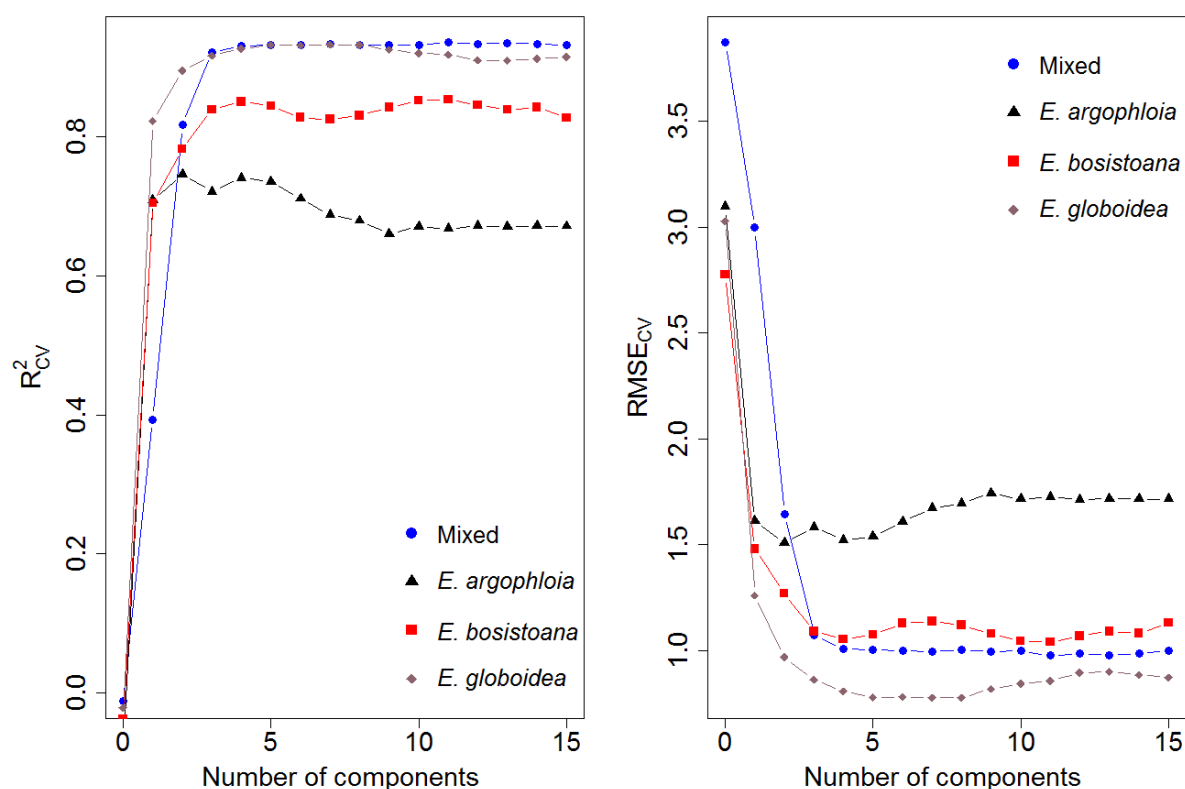 R²CV
0.0
0.2
0.4
0.6
0.8
0
5
10
15
Number of components
Mixed
E. argophloia
E. bosistoana
E. globoidea
RMSECV
1.0
1.5
2.0
2.5
3.0
3.5
0
5
10
15
Number of components
Mixed
E. argophloia
E. bosistoana
E. globoidea